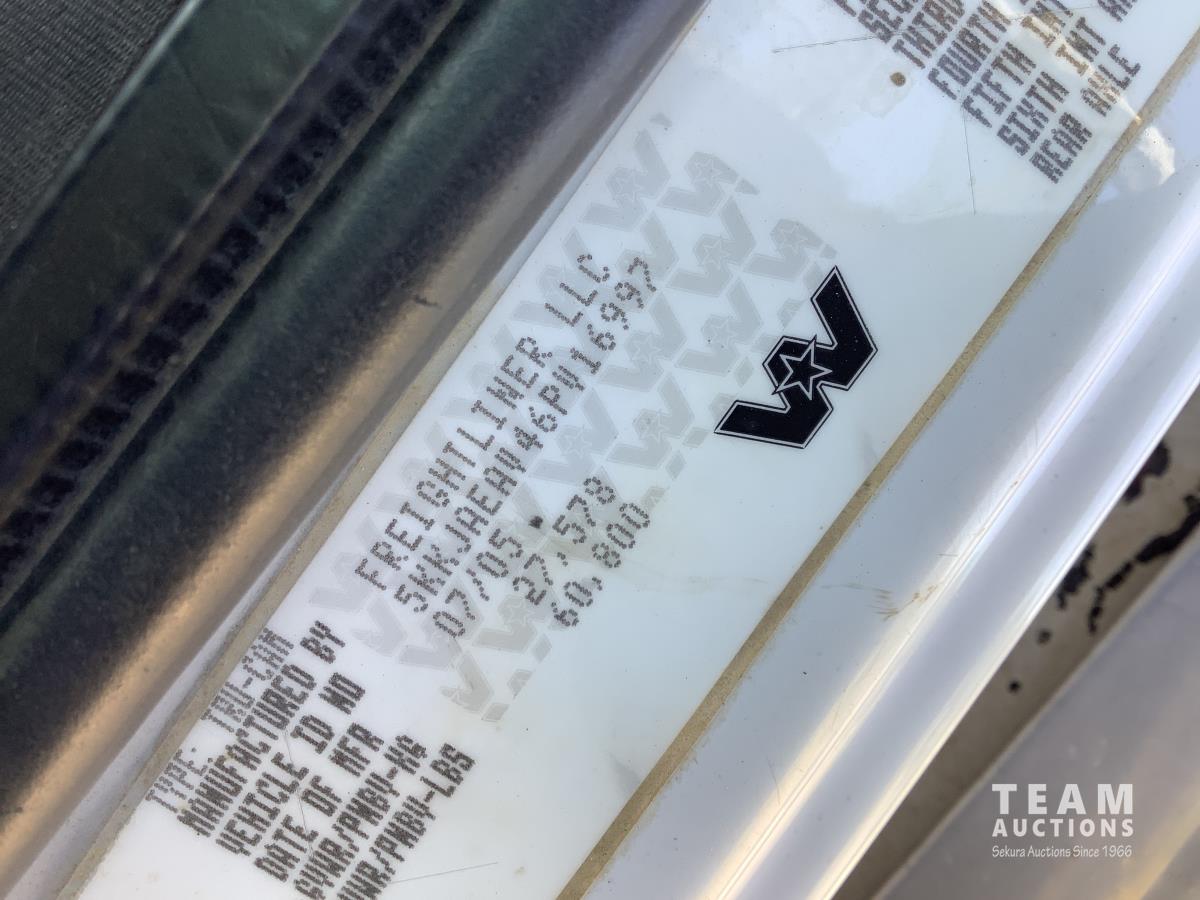 TYPE: TRU-CAM
MANUFACTURED BY FREIGHTLINER LLC
VEHICLE ID NO 5KKJAEAV46PU16997
DATE OF MFR 07/05
GVWR/PNBV-KG 27,578
GVWR/PNBV-LBS 60,800
THIRD
FOURTH INT
FIFTH INT
SIXTH INT
REAR AXLE
TEAM
AUCTIONS
Sekura Auctions Since 1966